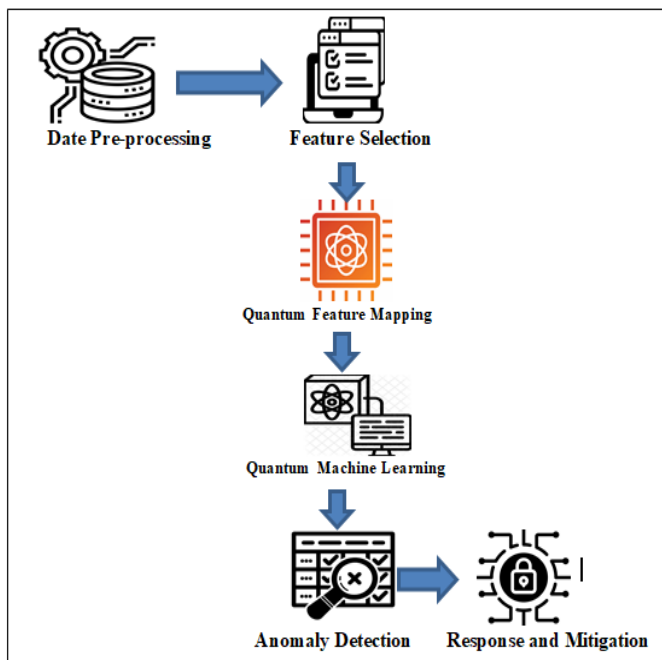 Date Pre-processing
Feature Selection
Quantum Feature Mapping
Quantum Machine Learning
Anomaly Detection
Response and Mitigation